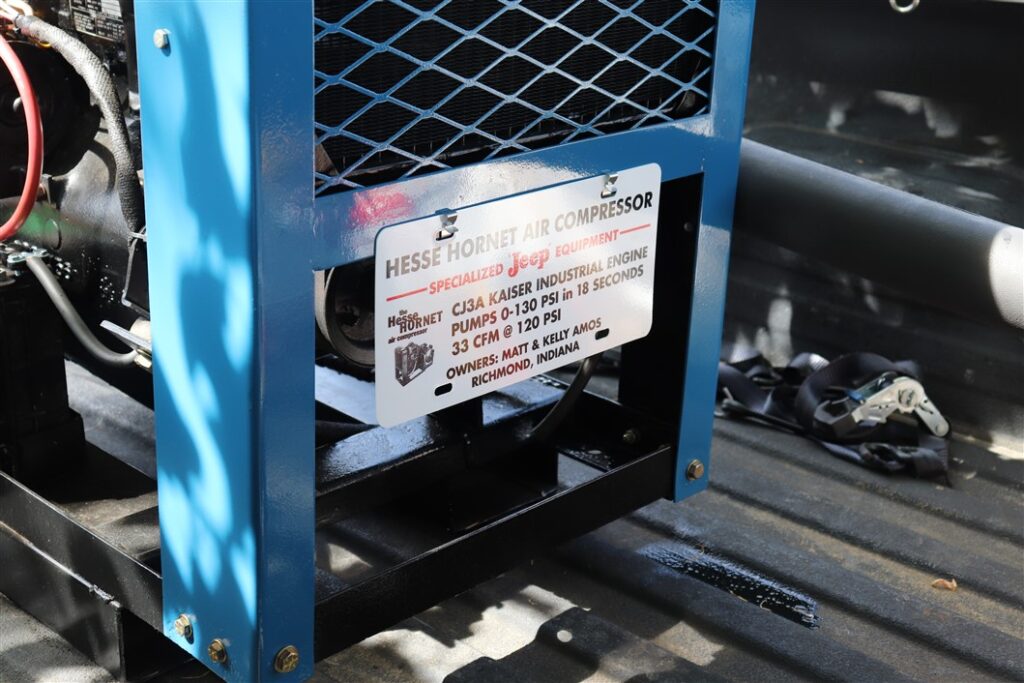 HESSE HORNET AIR COMPRESSOR
SPECIALIZED 'Jeep' EQUIPMENT
CJ3A KAISER INDUSTRIAL ENGINE
PUMPS 0-130 PSI in 18 SECONDS
33 CFM @ 120 PSI
the
Hesse
HORNET
air compressor
OWNERS: MATT & KELLY AMOS
RICHMOND, INDIANA